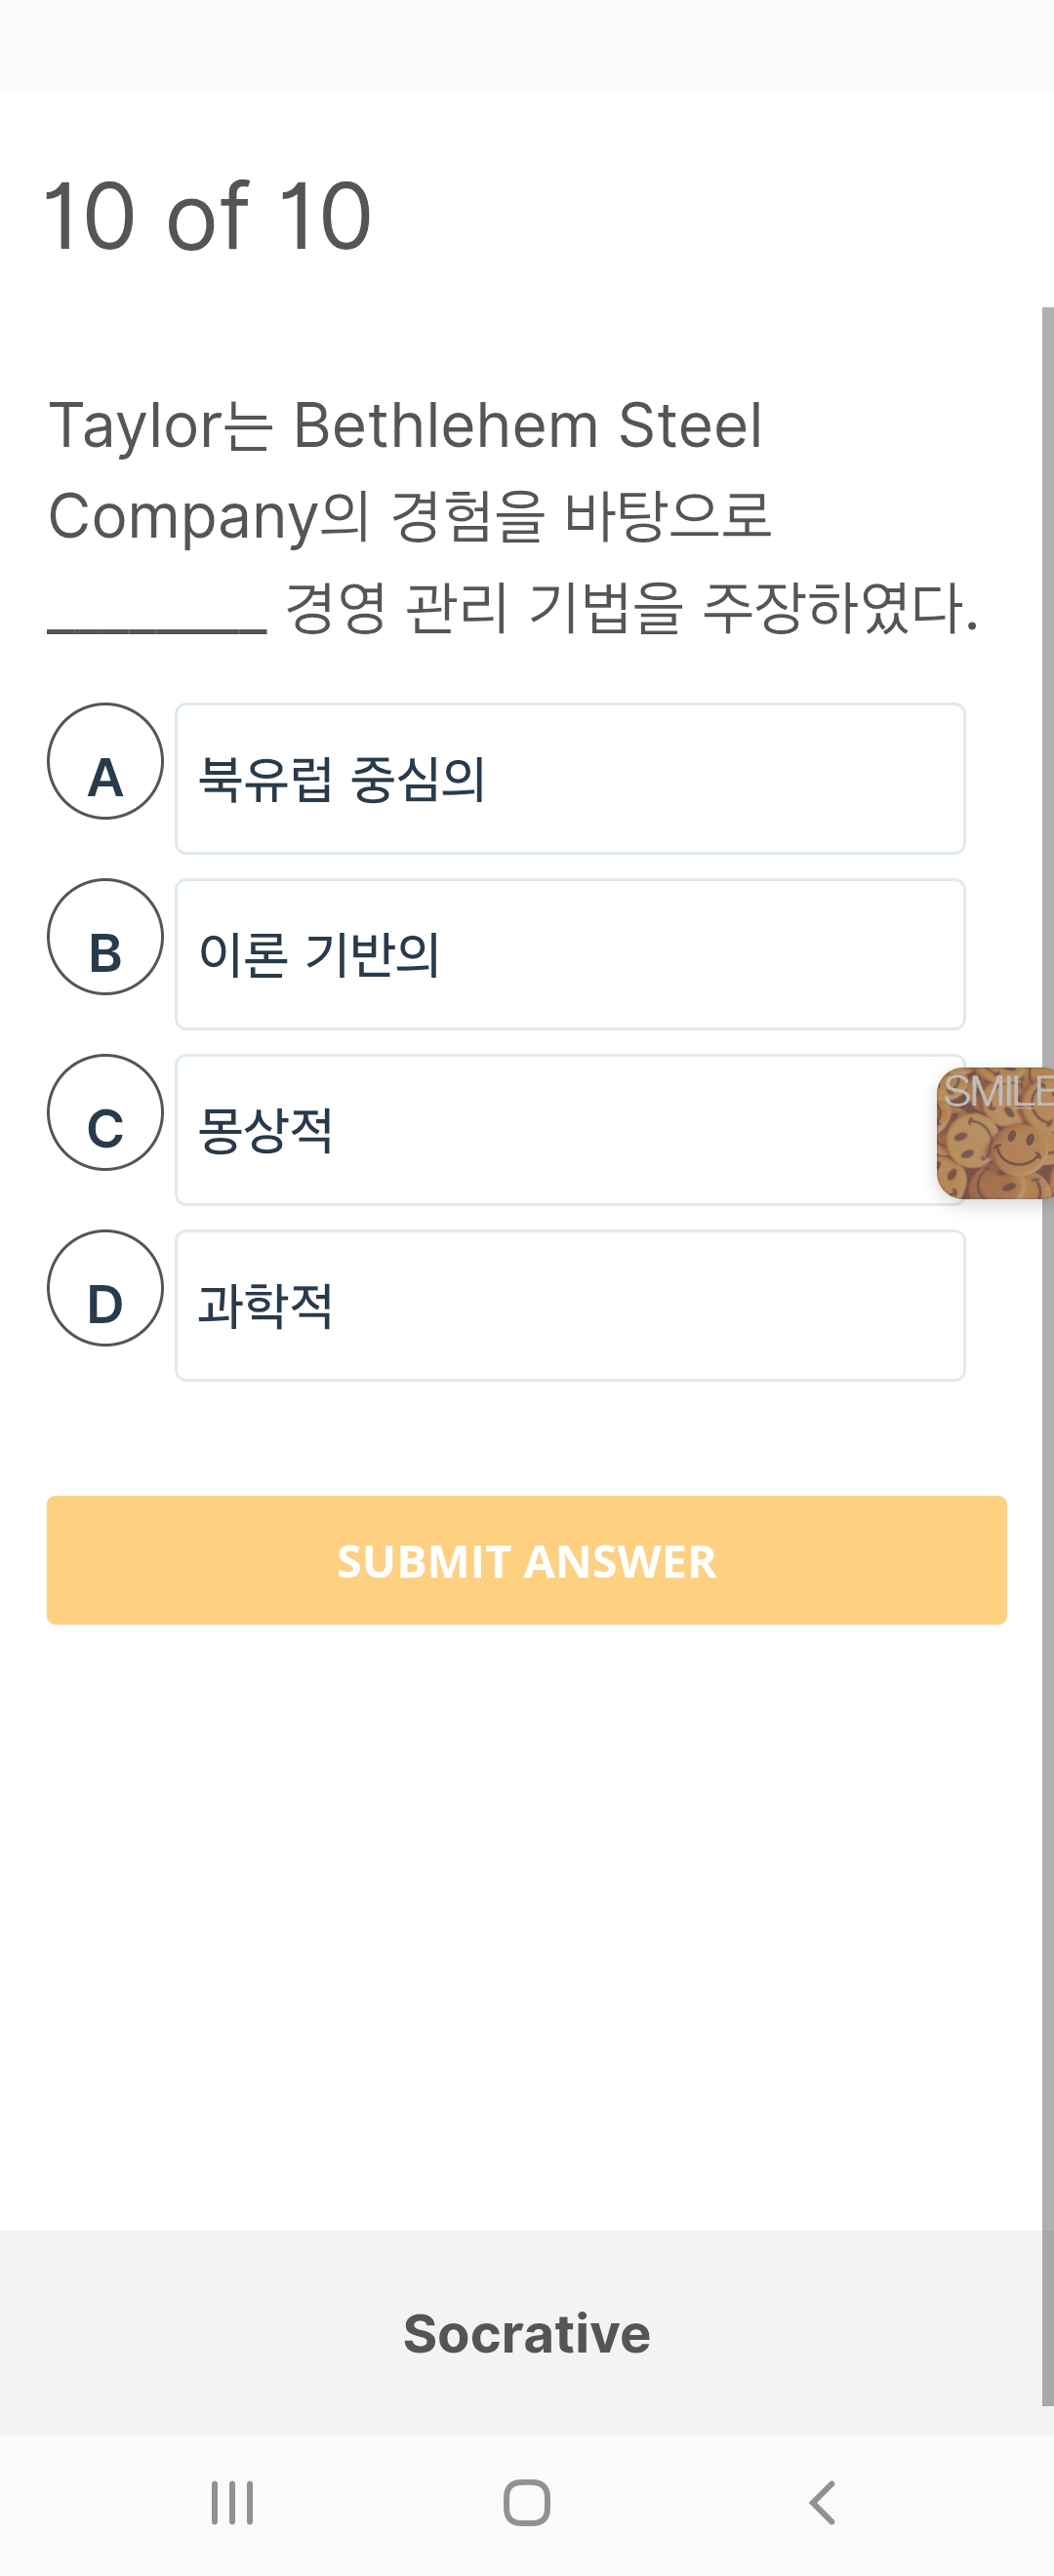 10 of 10
Taylor는 Bethlehem Steel
Company의 경험을 바탕으로
________ 경영 관리 기법을 주장하였다.
A 북유럽 중심의
B 이론 기반의
C 몽상적
SMILE
D 과학적
SUBMIT ANSWER
Socrative